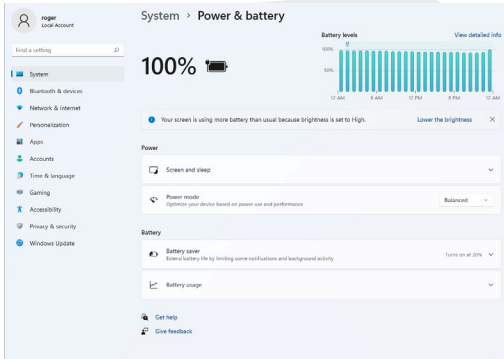 roger
Local Account
Find a setting
System
Bluetooth & devices
Network & internet
Personalization
Apps
Accounts
Time & language
Gaming
Accessibility
Privacy & security
Windows Update
System > Power & battery
100%
Battery levels
View detailed info
100%
50%
12 AM 6 AM 12 PM 6 PM 12 AM
Your screen is using more battery than usual because brightness is set to High.
Lower the brightness
Power
Screen and sleep
Power mode
Optimize your device based on power use and performance
Balanced
Battery
Battery saver
Extend battery life by limiting some notifications and background activity.
Turns on at 20%
Battery usage
Get help
Give feedback